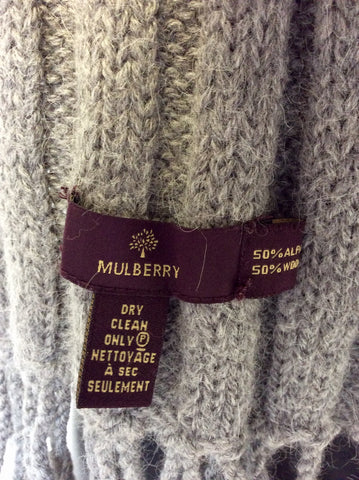 MULBERRY
50% ALP
50% WOO
DRY
CLEAN
ONLY Ⓟ
NETTOYAGE
À SEC
SEULEMENT